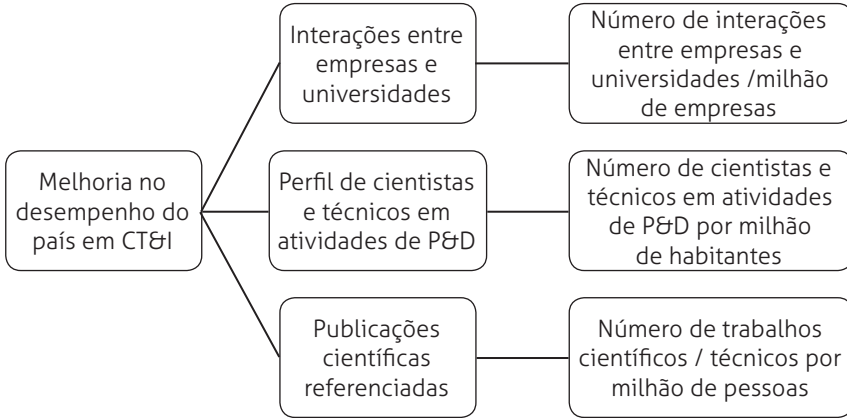 Interações entre
empresas e
universidades
Número de interações
entre empresas e
universidades /milhão
de empresas
Melhoria no
desempenho do
país em CT&I
Perfil de cientistas
e técnicos em
atividades de P&D
Número de cientistas e
técnicos em atividades
de P&D por milhão
de habitantes
Publicações
científicas
referenciadas
Número de trabalhos
científicos / técnicos por
milhão de pessoas